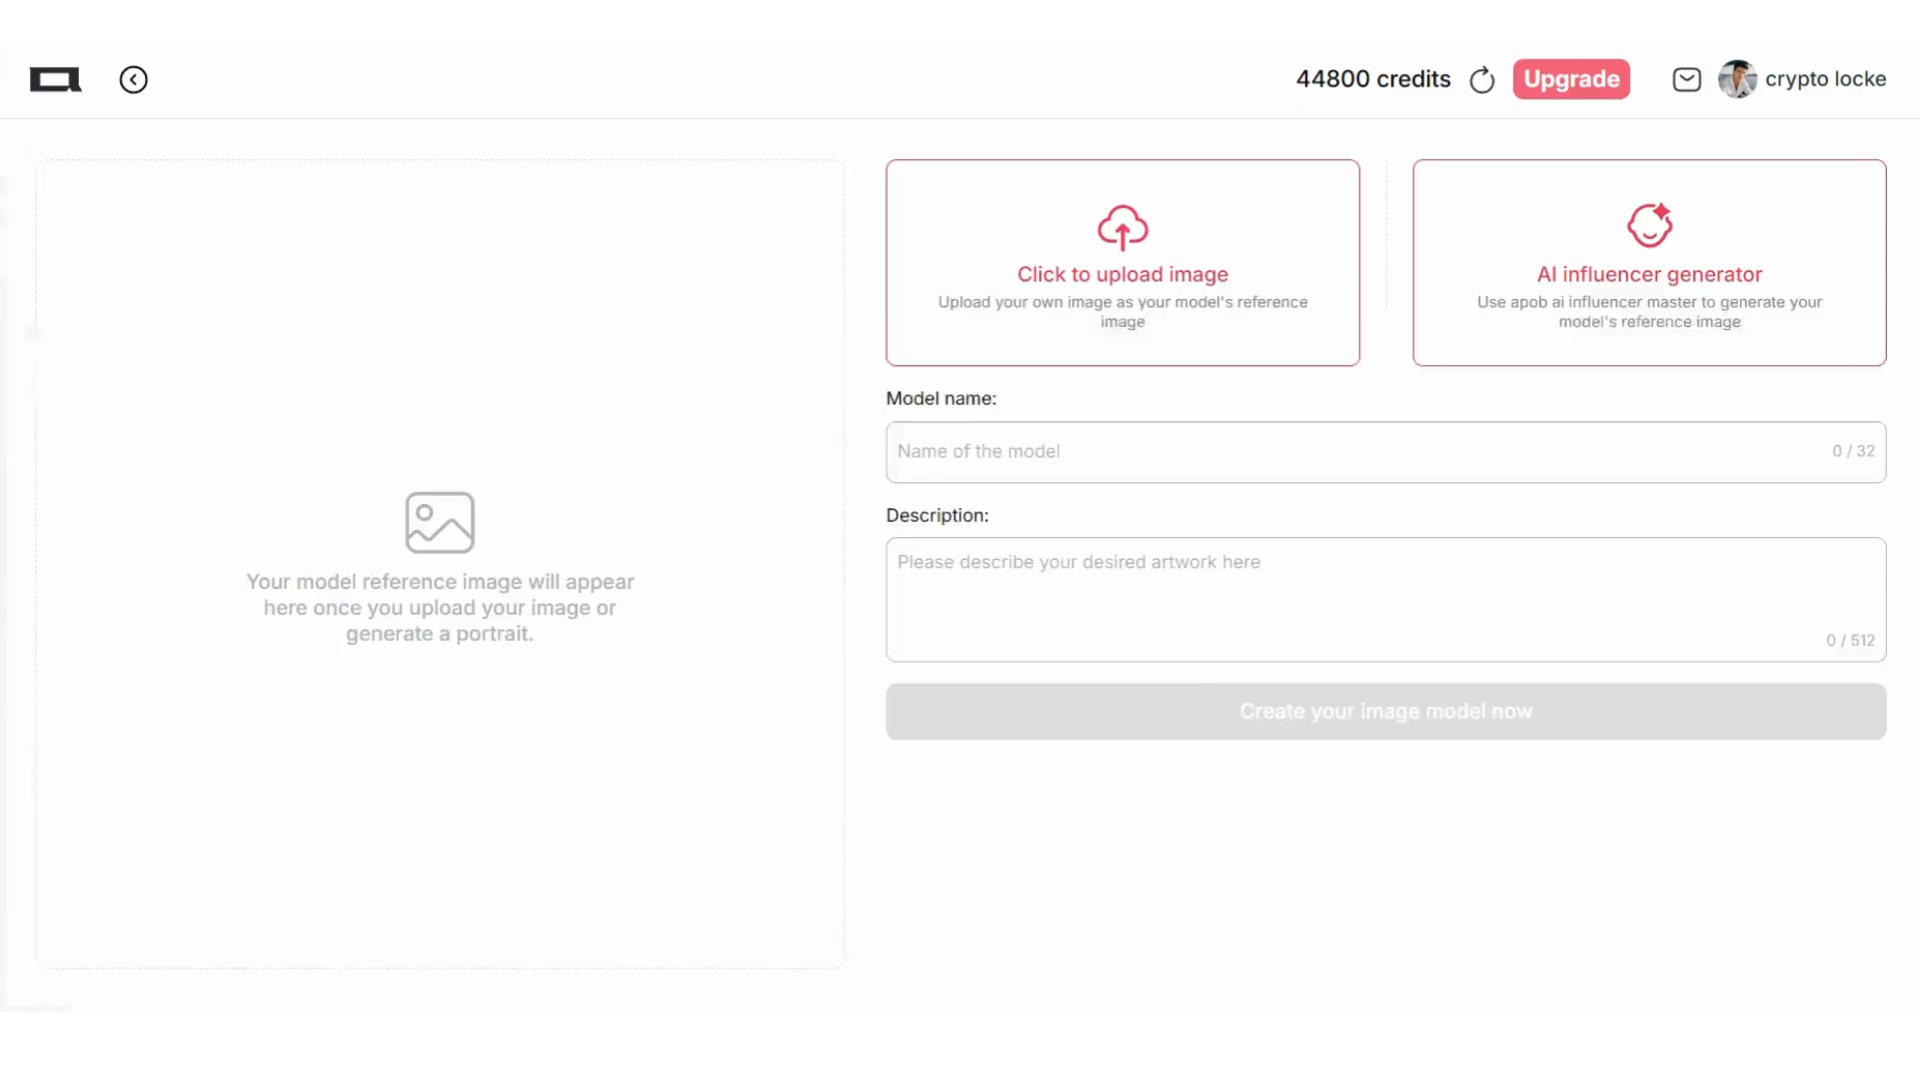 44800 credits
Upgrade
crypto locke
Click to upload image
Upload your own image as your model's reference
image
AI influencer generator
Use apob ai influencer master to generate your
model's reference image
Model name:
Name of the model
0 / 32
Description:
Please describe your desired artwork here
0 / 512
Create your image model now
Your model reference image will appear
here once you upload your image or
generate a portrait.